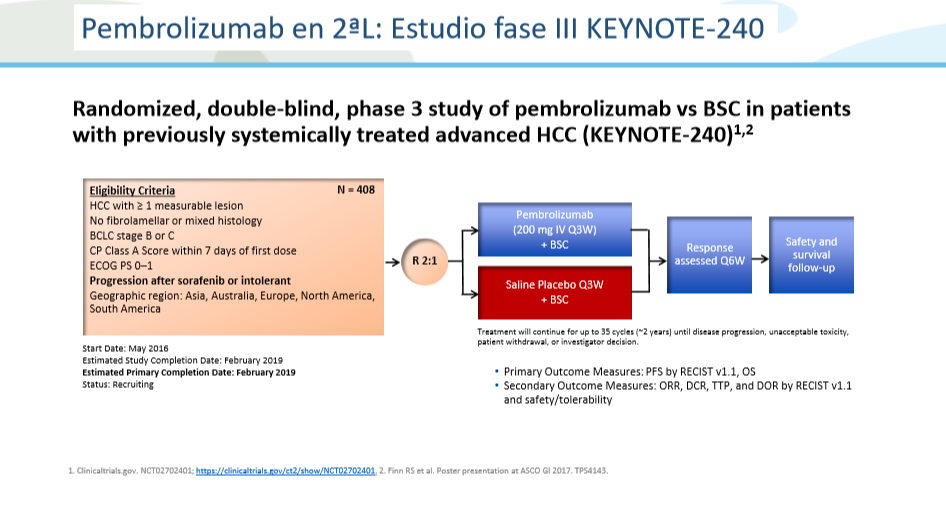 Pembrolizumab en 2ªL: Estudio fase III KEYNOTE-240
Randomized, double-blind, phase 3 study of pembrolizumab vs BSC in patients
with previously systemically treated advanced HCC (KEYNOTE-240)1,2
Eligibility Criteria N = 408
HCC with ≥ 1 measurable lesion
No fibrolamellar or mixed histology
BCLC stage B or C
CP Class A Score within 7 days of first dose
ECOG PS 0–1
Progression after sorafenib or intolerant
Geographic region: Asia, Australia, Europe, North America,
South America
R 2:1
Pembrolizumab
(200 mg IV Q3W)
+ BSC
Saline Placebo Q3W
+ BSC
Response
assessed Q6W
Safety and
survival
follow-up
Treatment will continue for up to 35 cycles (~2 years) until disease progression, unacceptable toxicity,
patient withdrawal, or investigator decision.
Start Date: May 2016
Estimated Study Completion Date: February 2019
Estimated Primary Completion Date: February 2019
Status: Recruiting
• Primary Outcome Measures: PFS by RECIST v1.1, OS
• Secondary Outcome Measures: ORR, DCR, TTP, and DOR by RECIST v1.1
and safety/tolerability
1. Clinicaltrials.gov. NCT02702401; https://clinicaltrials.gov/ct2/show/NCT02702401, 2. Finn RS et al. Poster presentation at ASCO GI 2017. TPS4143.